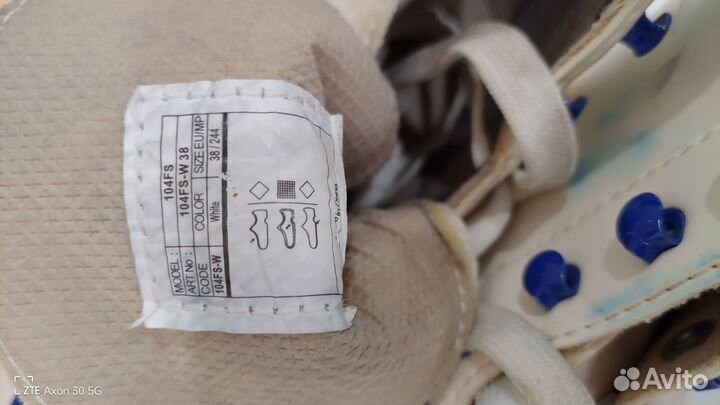 MODEL : 104FS
ART No : 104FS-W 38
CODE COLOR SIZE EU/MP
104FS-W White 38 / 244
ZTE Axon 30 5G
Avito